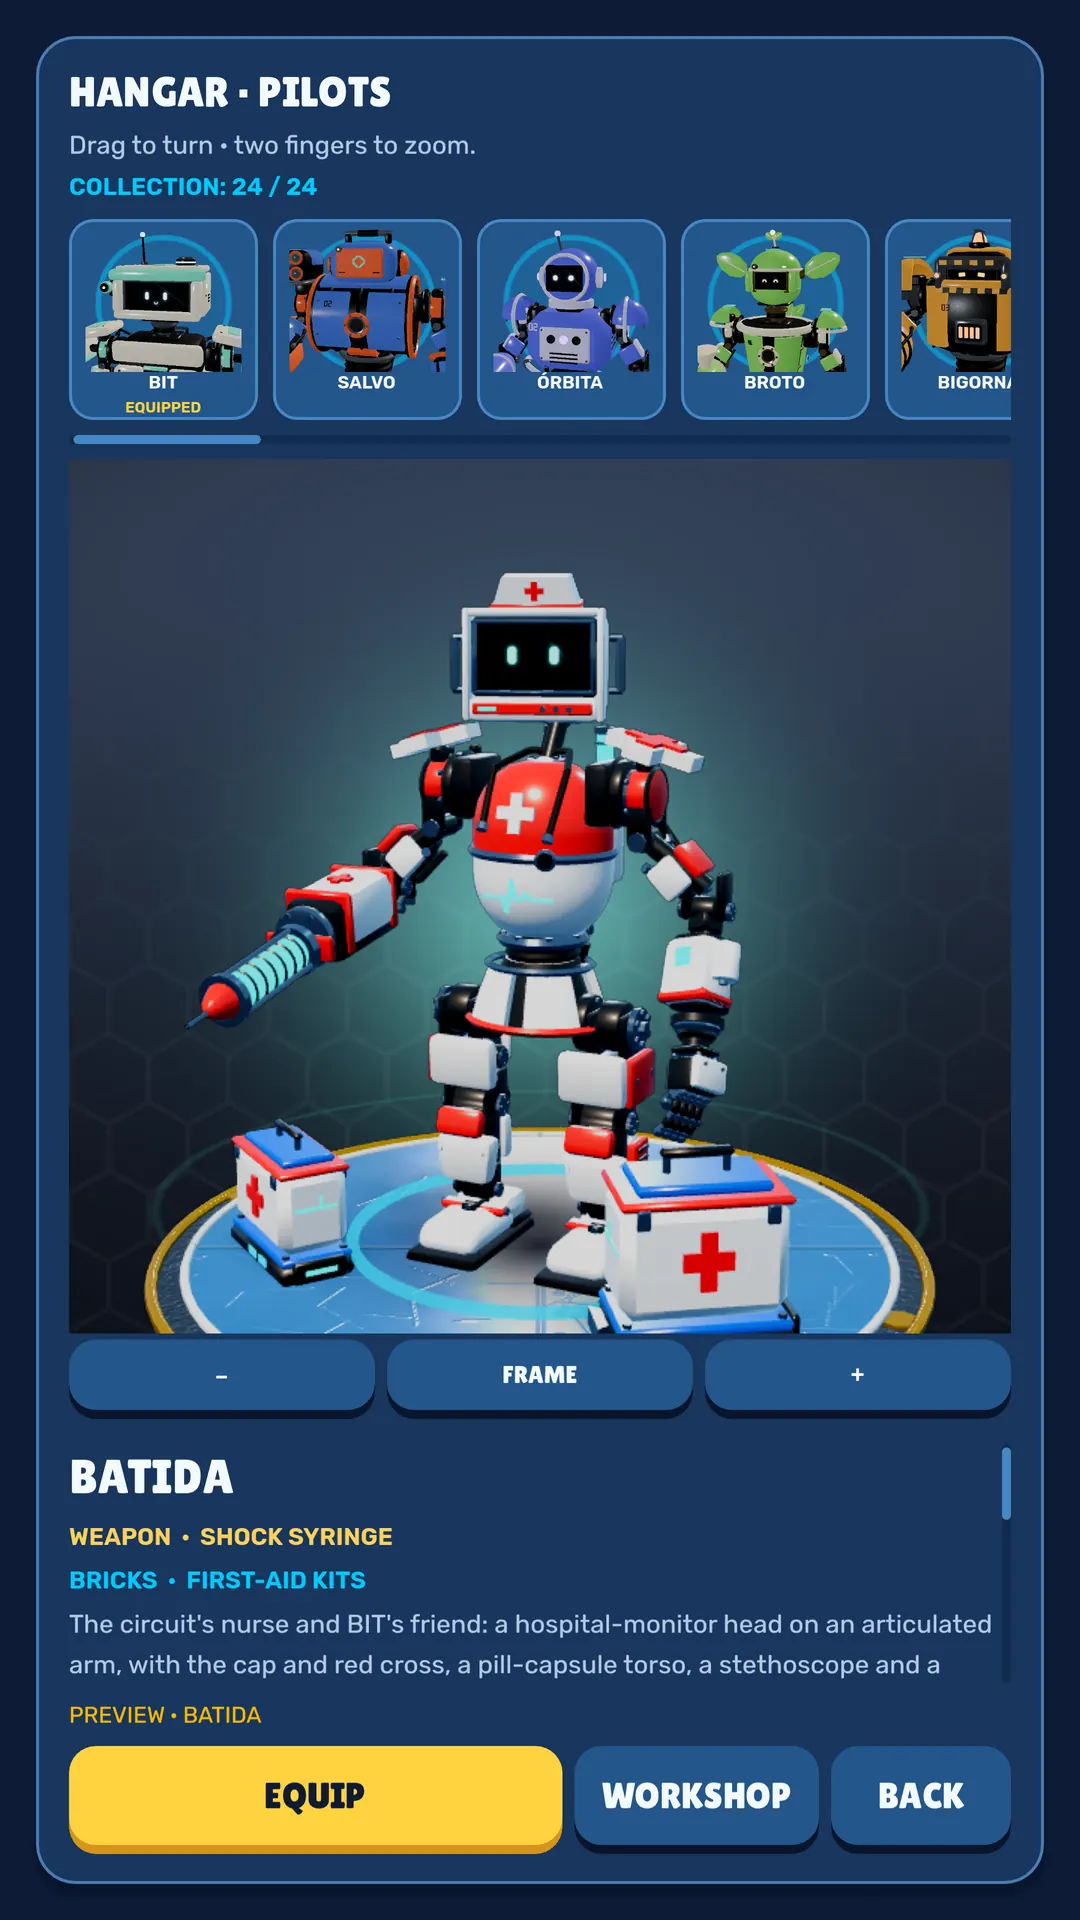 HANGAR · PILOTS
Drag to turn · two fingers to zoom.
COLLECTION: 24 / 24
BIT
EQUIPPED
SALVO
ÓRBITA
BROTO
BIGORNA
– FRAME +
BATIDA
WEAPON · SHOCK SYRINGE
BRICKS · FIRST-AID KITS
The circuit's nurse and BIT's friend: a hospital-monitor head on an articulated
arm, with the cap and red cross, a pill-capsule torso, a stethoscope and a
PREVIEW · BATIDA
EQUIP WORKSHOP BACK